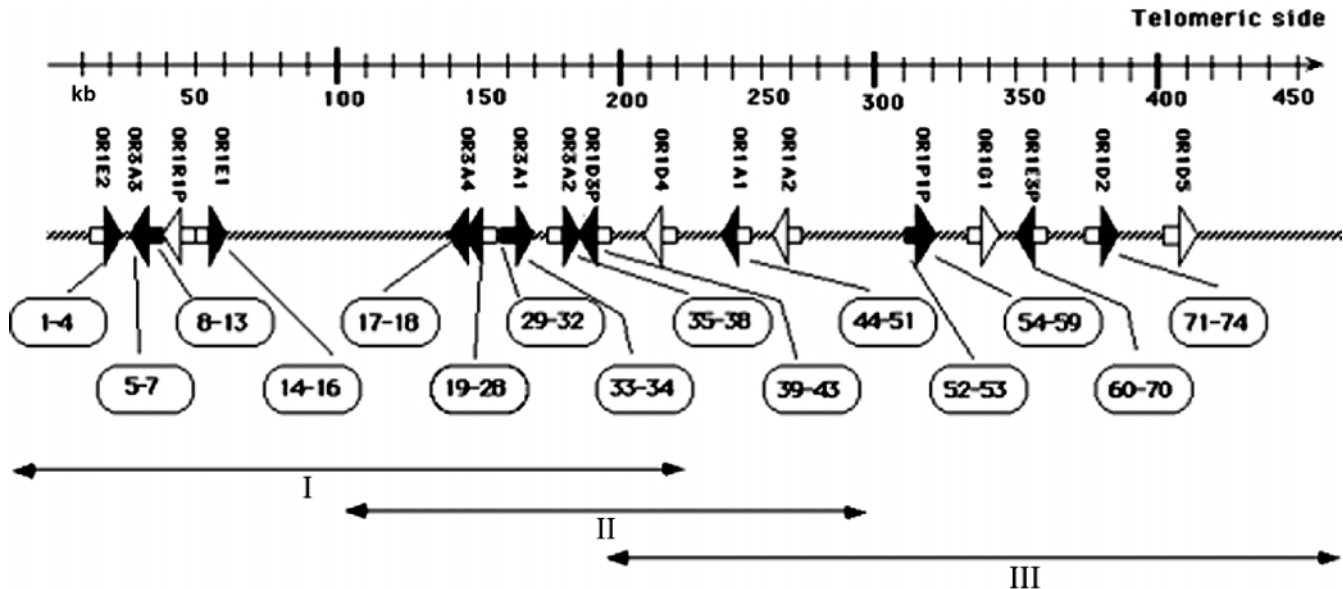 Telomeric side
kb 50 100 150 200 250 300 350 400 450
OR1E2 OR3A3 OR1R1P OR1E1 OR3A4 OR3A1 OR3A2 OR1D3P OR1D4 OR1A1 OR1A2 OR1P1P OR1G1 OR1E3P OR1D2 OR1D5
1-4 8-13 17-18 29-32 35-38 44-51 54-59 71-74
5-7 14-16 19-28 33-34 39-43 52-53 60-70
I
II
III